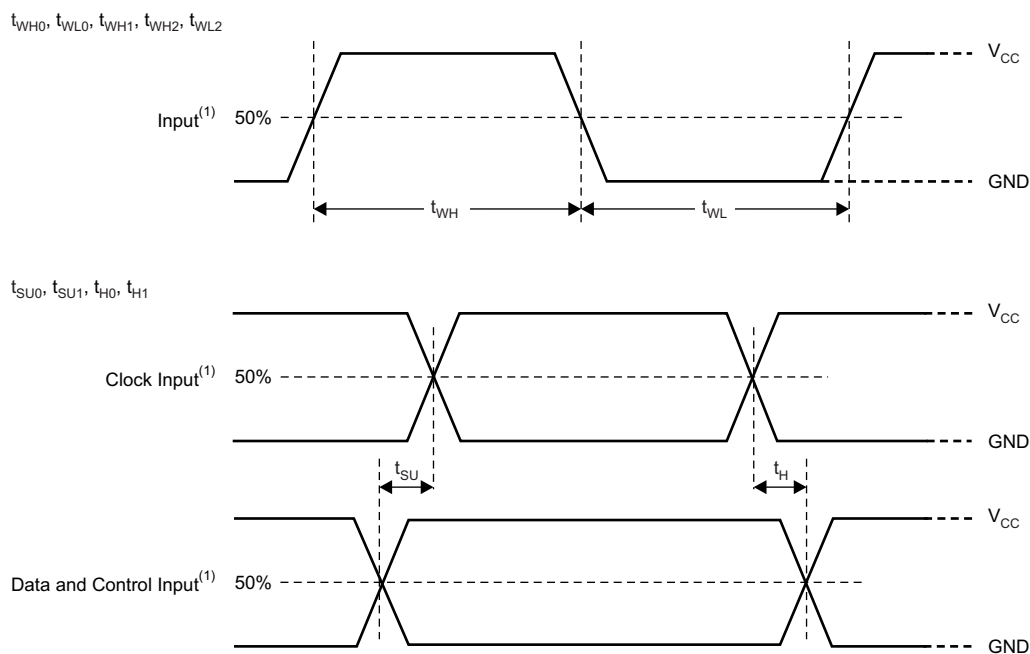 tWH0, tWL0, tWH1, tWH2, tWL2
VCC
Input(1) 50%
GND
tWH tWL
tSU0, tSU1, tH0, tH1
VCC
Clock Input(1) 50%
GND
tSU tH
VCC
Data and Control Input(1) 50%
GND